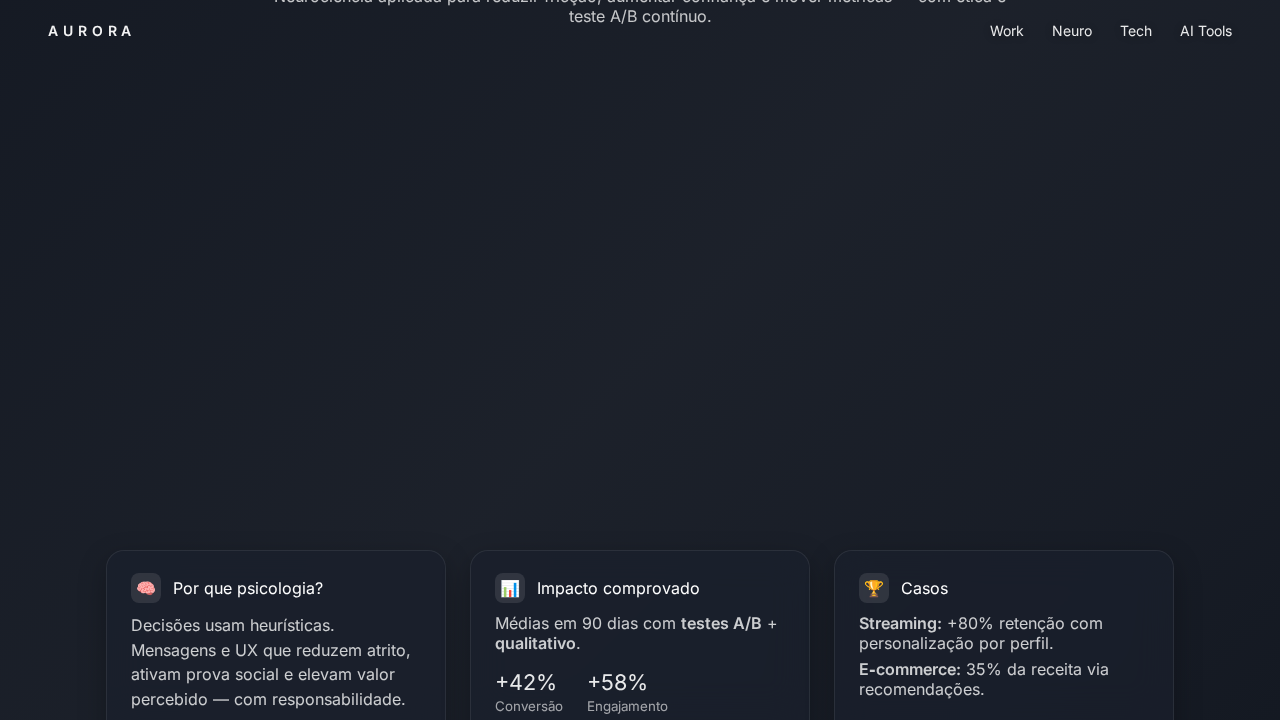 Neurociência aplicada para reduzir fricção, aumentar confiança e mover métricas — com ética e
teste A/B contínuo.
AURORA
Work
Neuro
Tech
AI Tools
🧠 Por que psicologia?
Decisões usam heurísticas.
Mensagens e UX que reduzem atrito,
ativam prova social e elevam valor
percebido — com responsabilidade.
📊 Impacto comprovado
Médias em 90 dias com testes A/B +
qualitativo.
+42%
Conversão
+58%
Engajamento
🏆 Casos
Streaming: +80% retenção com
personalização por perfil.
E-commerce: 35% da receita via
recomendações.